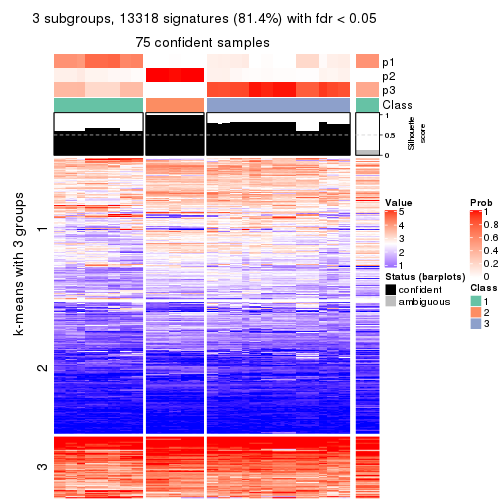 3 subgroups, 13318 signatures (81.4%) with fdr < 0.05
75 confident samples
p1
p2
p3
Class
1
0.5
0
Silhouette
score
k-means with 3 groups
1
2
3
Value
5
4
3
2
1
Status (barplots)
confident
ambiguous
Prob
1
0.8
0.6
0.4
0.2
0
Class
1
2
3